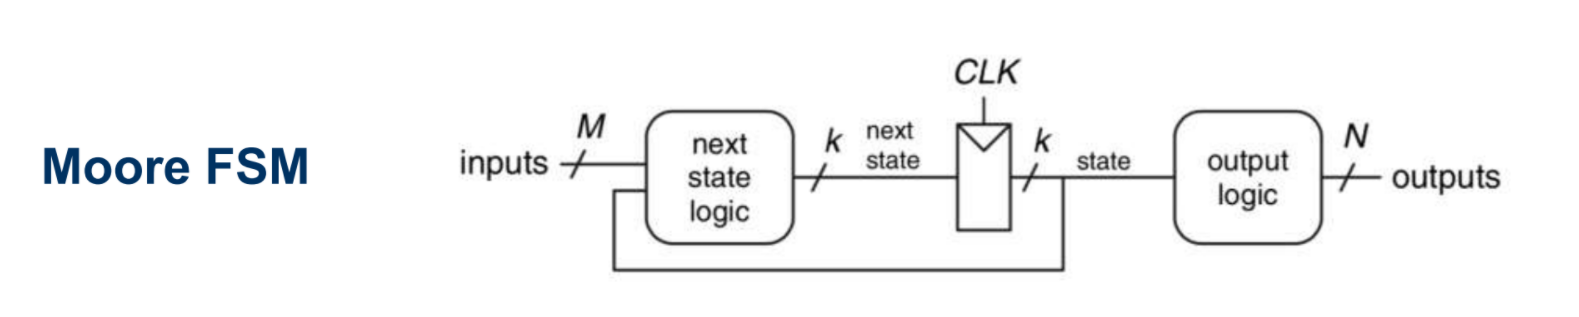 Moore FSM
inputs
M
next
state
logic
k
next
state
CLK
k
state
output
logic
N
outputs